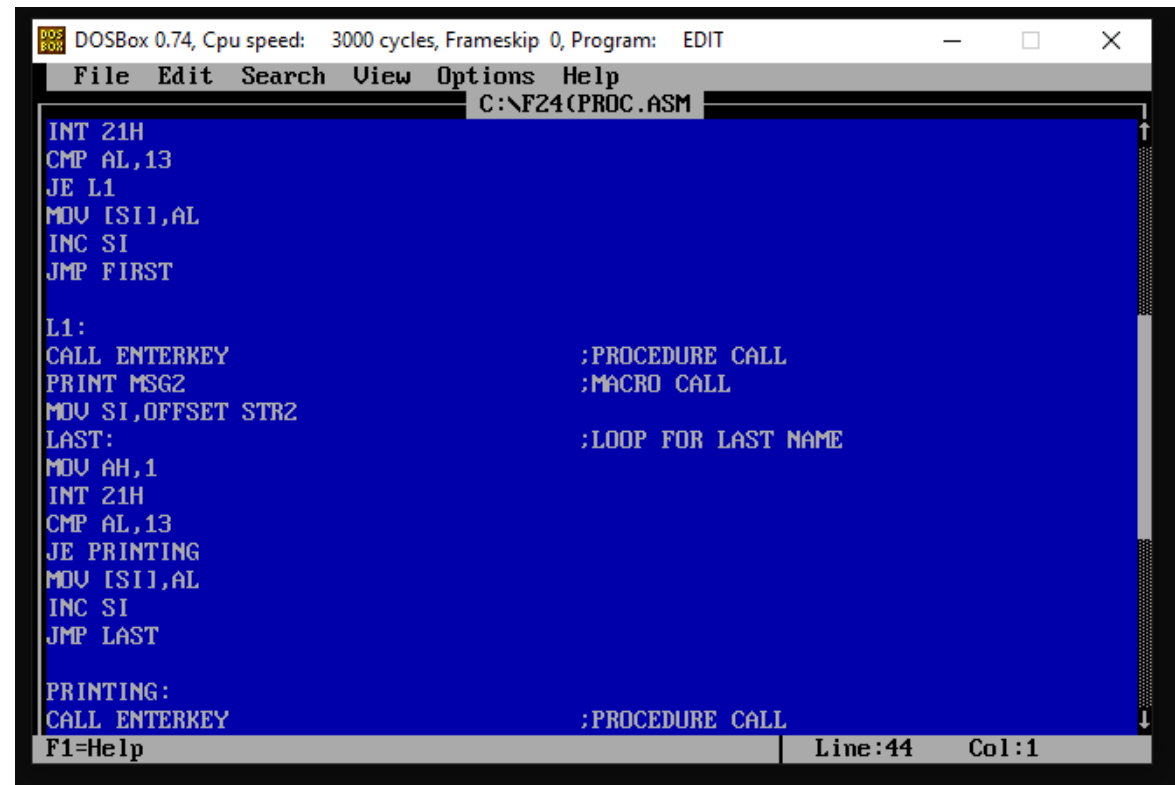 DOS BOX DOSBox 0.74, Cpu speed: 3000 cycles, Frameskip 0, Program: EDIT
File Edit Search View Options Help
C:\F24(PROC.ASM
INT 21H
CMP AL,13
JE L1
MOV [SI],AL
INC SI
JMP FIRST
L1:
CALL ENTERKEY ;PROCEDURE CALL
PRINT MSG2 ;MACRO CALL
MOV SI,OFFSET STR2
LAST: ;LOOP FOR LAST NAME
MOV AH,1
INT 21H
CMP AL,13
JE PRINTING
MOV [SI],AL
INC SI
JMP LAST
PRINTING:
CALL ENTERKEY ;PROCEDURE CALL
F1=Help Line:44 Col:1